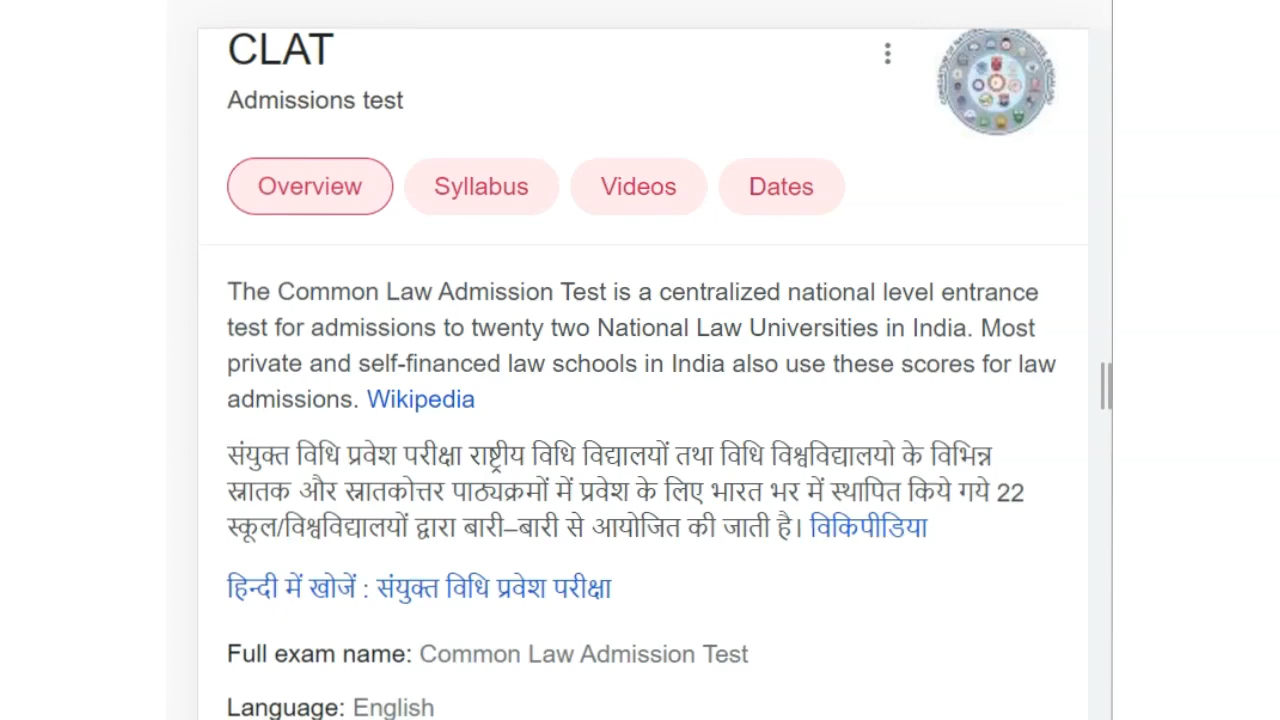 CLAT
Admissions test
Overview Syllabus Videos Dates
The Common Law Admission Test is a centralized national level entrance
test for admissions to twenty two National Law Universities in India. Most
private and self-financed law schools in India also use these scores for law
admissions. Wikipedia
संयुक्त विधि प्रवेश परीक्षा राष्ट्रीय विधि विद्यालयों तथा विधि विश्वविद्यालयो के विभिन्न
स्नातक और स्नातकोत्तर पाठ्यक्रमों में प्रवेश के लिए भारत भर में स्थापित किये गये 22
स्कूल/विश्वविद्यालयों द्वारा बारी–बारी से आयोजित की जाती है। विकिपीडिया
हिन्दी में खोजें : संयुक्त विधि प्रवेश परीक्षा
Full exam name: Common Law Admission Test
Language: English